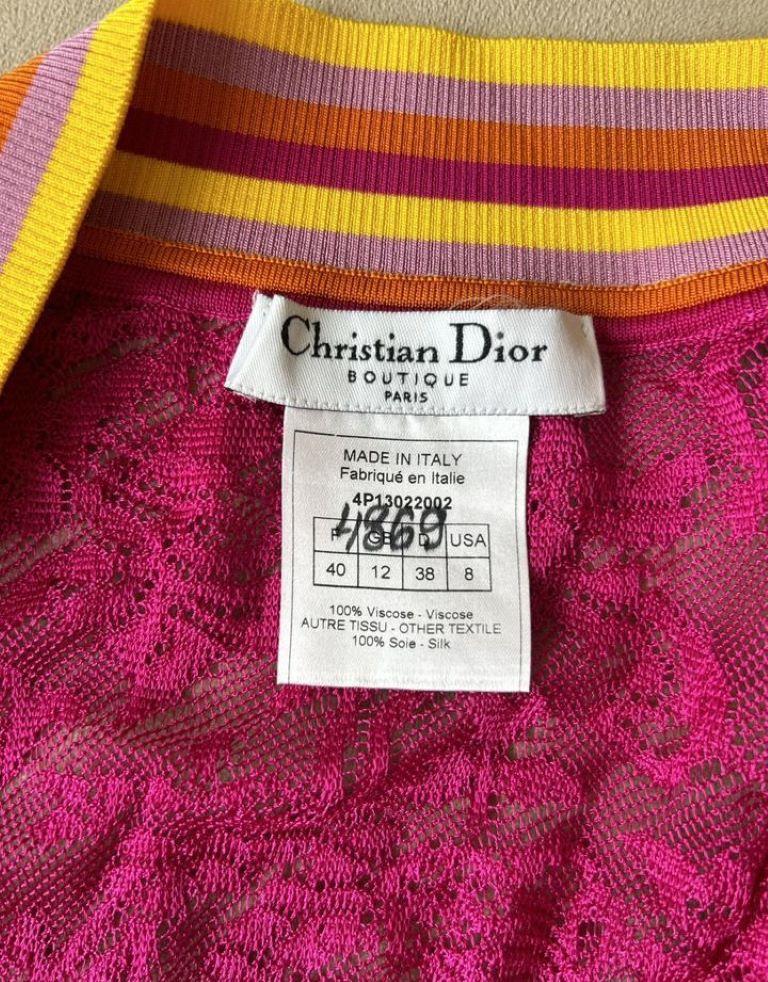 Christian Dior
BOUTIQUE
PARIS
MADE IN ITALY
Fabriqué en Italie
4P13022002
4869
F GB D USA
40 12 38 8
100% Viscose - Viscose
AUTRE TISSU - OTHER TEXTILE
100% Soie - Silk